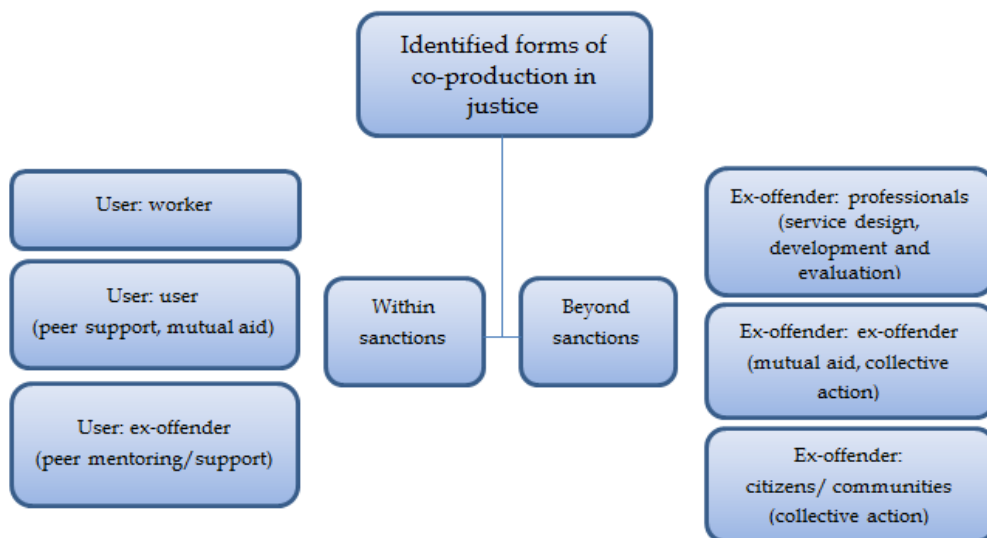 Identified forms of
co-production in
justice
User: worker
User: user
(peer support, mutual aid)
User: ex-offender
(peer mentoring/support)
Within
sanctions
Beyond
sanctions
Ex-offender: professionals
(service design,
development and
evaluation)
Ex-offender: ex-offender
(mutual aid, collective
action)
Ex-offender:
citizens/ communities
(collective action)